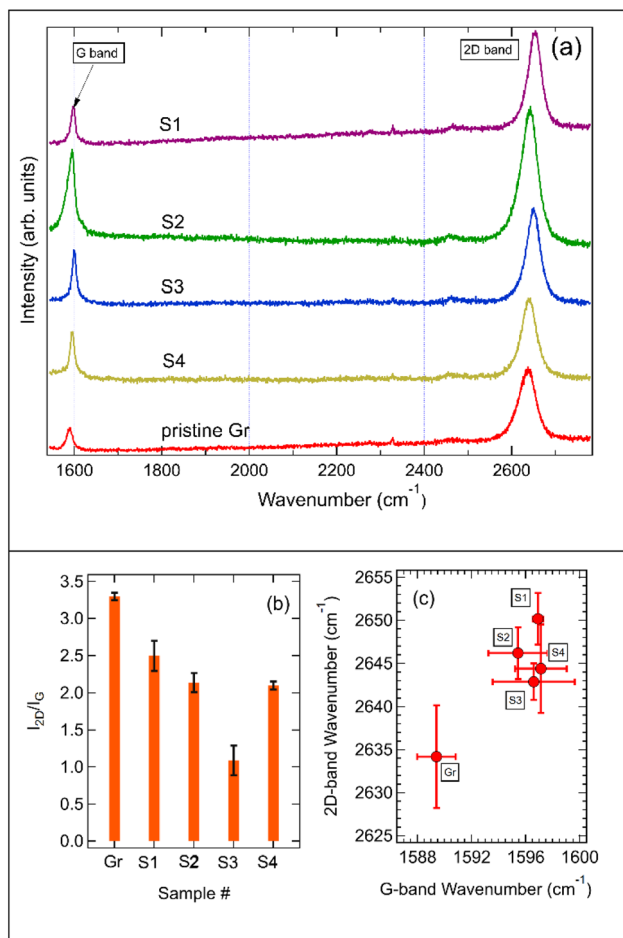 G band
2D band
(a)
S1
S2
S3
S4
pristine Gr
Intensity (arb. units)
1600 1800 2000 2200 2400 2600
Wavenumber (cm⁻¹)
(b)
3.5
3.0
2.5
2.0
1.5
1.0
0.5
0.0
I₂D/I_G
Gr S1 S2 S3 S4
Sample #
(c)
2655
2650
2645
2640
2635
2630
2625
2D-band Wavenumber (cm⁻¹)
S1
S2
S4
S3
Gr
1588 1592 1596 1600
G-band Wavenumber (cm⁻¹)